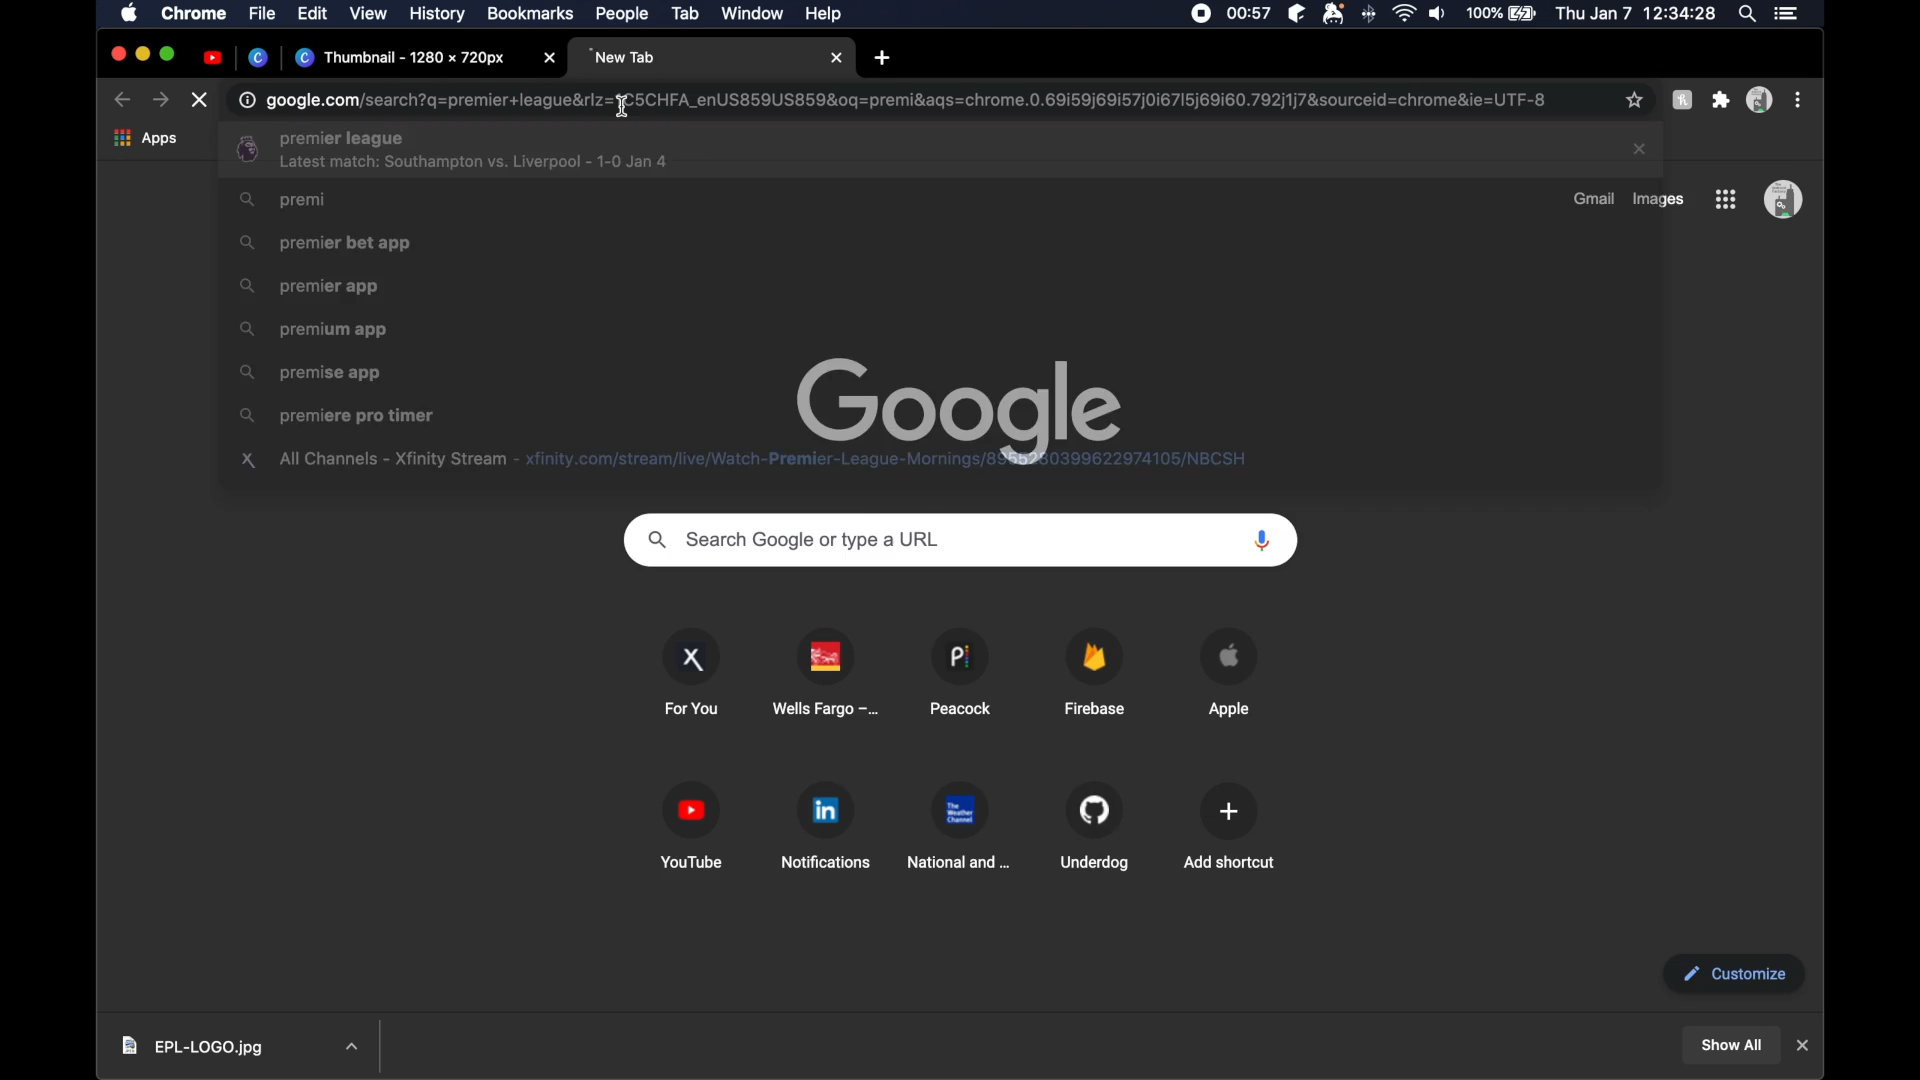 Chrome File Edit View History Bookmarks People Tab Window Help 00:57 100% Thu Jan 7 12:34:28
Thumbnail - 1280 × 720px New Tab
google.com/search?q=premier+league&rlz=1C5CHFA_enUS859US859&oq=premi&aqs=chrome.0.69i59j69i57j0i67l5j69i60.792j1j7&sourceid=chrome&ie=UTF-8
Apps
premier league
Latest match: Southampton vs. Liverpool - 1-0 Jan 4
premi
Gmail Images
premier bet app
premier app
premium app
premise app
premiere pro timer
Google
All Channels - Xfinity Stream - xfinity.com/stream/live/Watch-Premier-League-Mornings/8955280399622974105/NBCSH
Search Google or type a URL
For You Wells Fargo –... Peacock Firebase Apple
The Weather Channel
YouTube Notifications National and ... Underdog Add shortcut
Customize
EPL-LOGO.jpg Show All